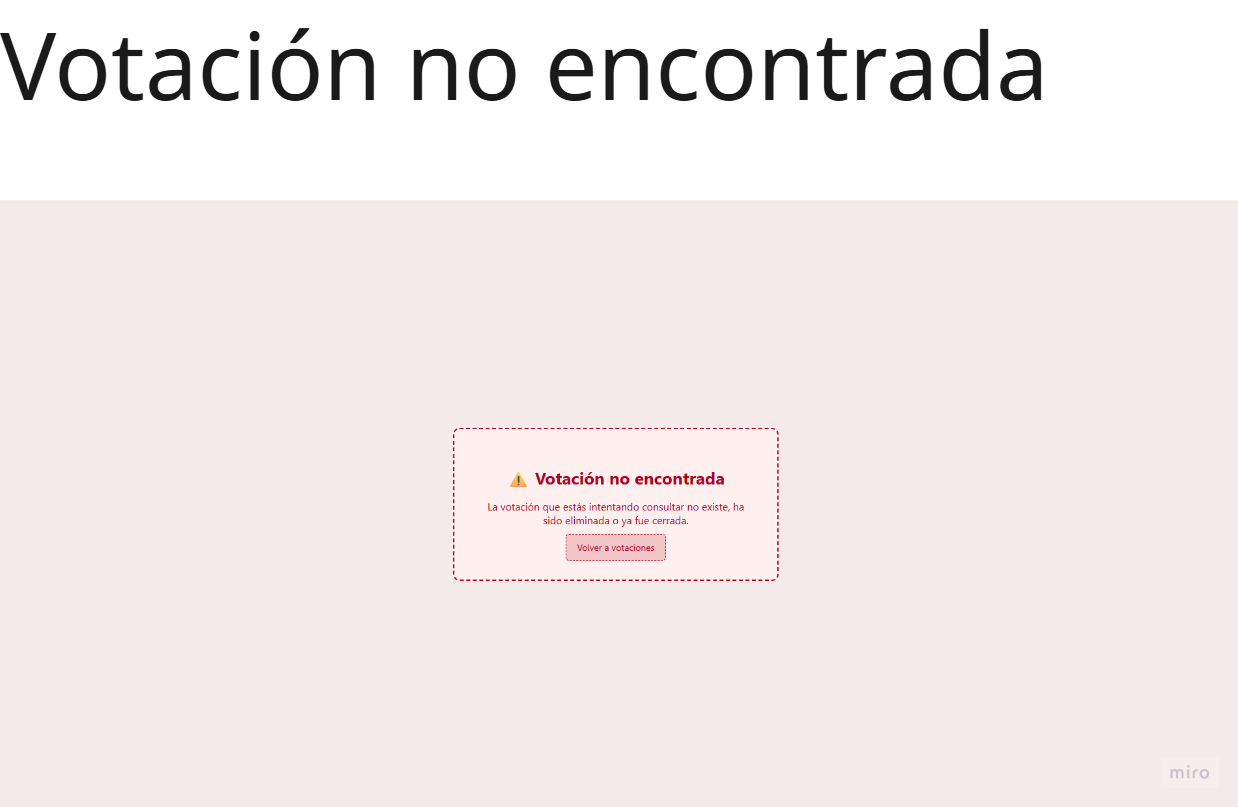 Votación no encontrada
⚠️ Votación no encontrada
La votación que estás intentando consultar no existe, ha
sido eliminada o ya fue cerrada.
Volver a votaciones
miro